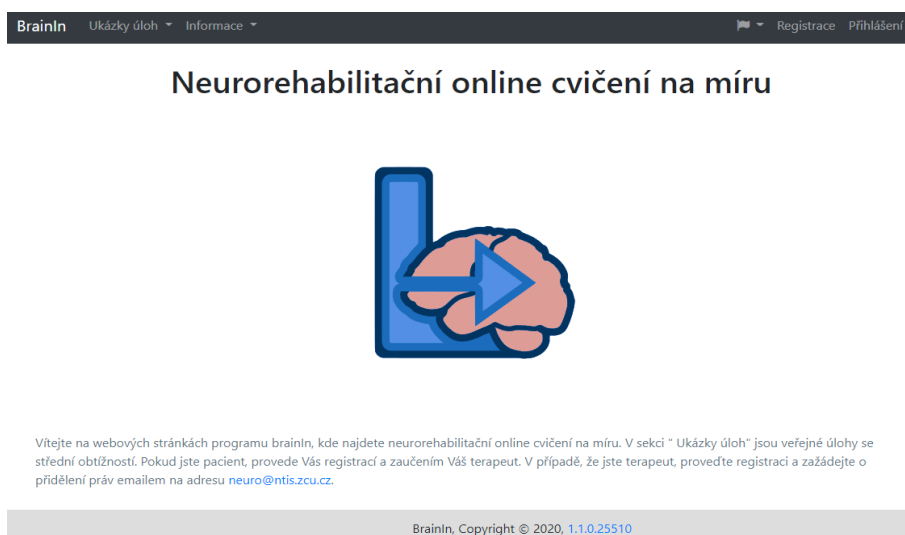 BrainIn Ukázky úloh Informace Registrace Přihlášení
Neurorehabilitační online cvičení na míru
Vítejte na webových stránkách programu brainIn, kde najdete neurorehabilitační online cvičení na míru. V sekci " Ukázky úloh" jsou veřejné úlohy se
střední obtížností. Pokud jste pacient, provede Vás registrací a zaučením Váš terapeut. V případě, že jste terapeut, proveďte registraci a zažádejte o
přidělení práv emailem na adresu neuro@ntis.zcu.cz.
BrainIn, Copyright © 2020, 1.1.0.25510